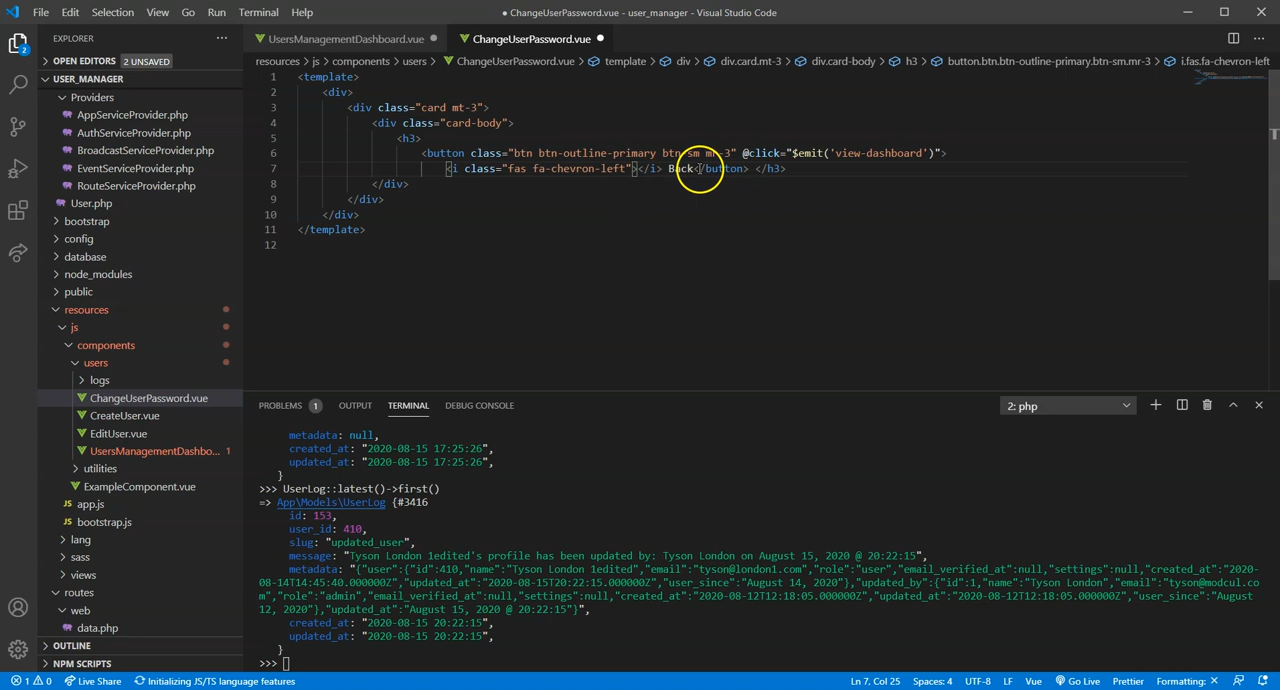 File Edit Selection View Go Run Terminal Help
● ChangeUserPassword.vue - user_manager - Visual Studio Code
2
EXPLORER ···
OPEN EDITORS 2 UNSAVED
USER_MANAGER
Providers
AppServiceProvider.php
AuthServiceProvider.php
BroadcastServiceProvider.php
EventServiceProvider.php
RouteServiceProvider.php
User.php
bootstrap
config
database
node_modules
public
resources
js
components
users
logs
ChangeUserPassword.vue
CreateUser.vue
EditUser.vue
UsersManagementDashbo... 1
utilities
ExampleComponent.vue
app.js
bootstrap.js
lang
sass
views
routes
web
data.php
OUTLINE
NPM SCRIPTS
UsersManagementDashboard.vue ● ChangeUserPassword.vue ●
resources > js > components > users > ChangeUserPassword.vue > template > div > div.card.mt-3 > div.card-body > h3 > button.btn.btn-outline-primary.btn-sm.mr-3 > i.fas.fa-chevron-left
1 <template>
2 <div>
3 <div class="card mt-3">
4 <div class="card-body">
5 <h3>
6 <button class="btn btn-outline-primary btn-sm mr-3" @click="$emit('view-dashboard')">
7 <i class="fas fa-chevron-left"></i> Back</button> </h3>
8 </div>
9 </div>
10 </div>
11 </template>
12
PROBLEMS 1 OUTPUT TERMINAL DEBUG CONSOLE 2: php
metadata: null,
created_at: "2020-08-15 17:25:26",
updated_at: "2020-08-15 17:25:26",
}
>>> UserLog::latest()->first()
=> App\Models\UserLog {#3416
id: 153,
user_id: 410,
slug: "updated_user",
message: "Tyson London 1edited's profile has been updated by: Tyson London on August 15, 2020 @ 20:22:15",
metadata: "{"user":{"id":410,"name":"Tyson London 1edited","email":"tyson@london1.com","role":"user","email_verified_at":null,"settings":null,"created_at":"2020-
08-14T14:45:40.000000Z","updated_at":"2020-08-15T20:22:15.000000Z","user_since":"August 14, 2020"},"updated_by":{"id":1,"name":"Tyson London","email":"tyson@modcul.co
m","role":"admin","email_verified_at":null,"settings":null,"created_at":"2020-08-12T12:18:05.000000Z","updated_at":"2020-08-12T12:18:05.000000Z","user_since":"August
12, 2020"},"updated_at":"August 15, 2020 @ 20:22:15"}",
created_at: "2020-08-15 20:22:15",
updated_at: "2020-08-15 20:22:15",
}
>>>
1 0 Live Share Initializing JS/TS language features Ln 7, Col 25 Spaces: 4 UTF-8 LF Vue Go Live Prettier Formatting: ✕